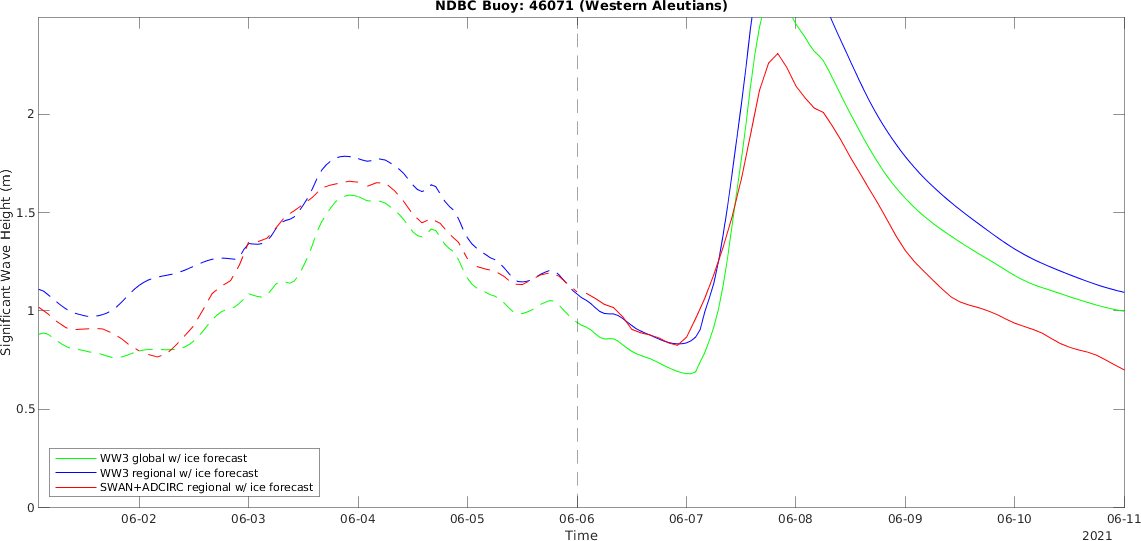 NDBC Buoy: 46071 (Western Aleutians)
Significant Wave Height (m)
2
1.5
1
0.5
0
WW3 global w/ ice forecast
WW3 regional w/ ice forecast
SWAN+ADCIRC regional w/ ice forecast
06-02 06-03 06-04 06-05 06-06 06-07 06-08 06-09 06-10 06-11
Time
2021